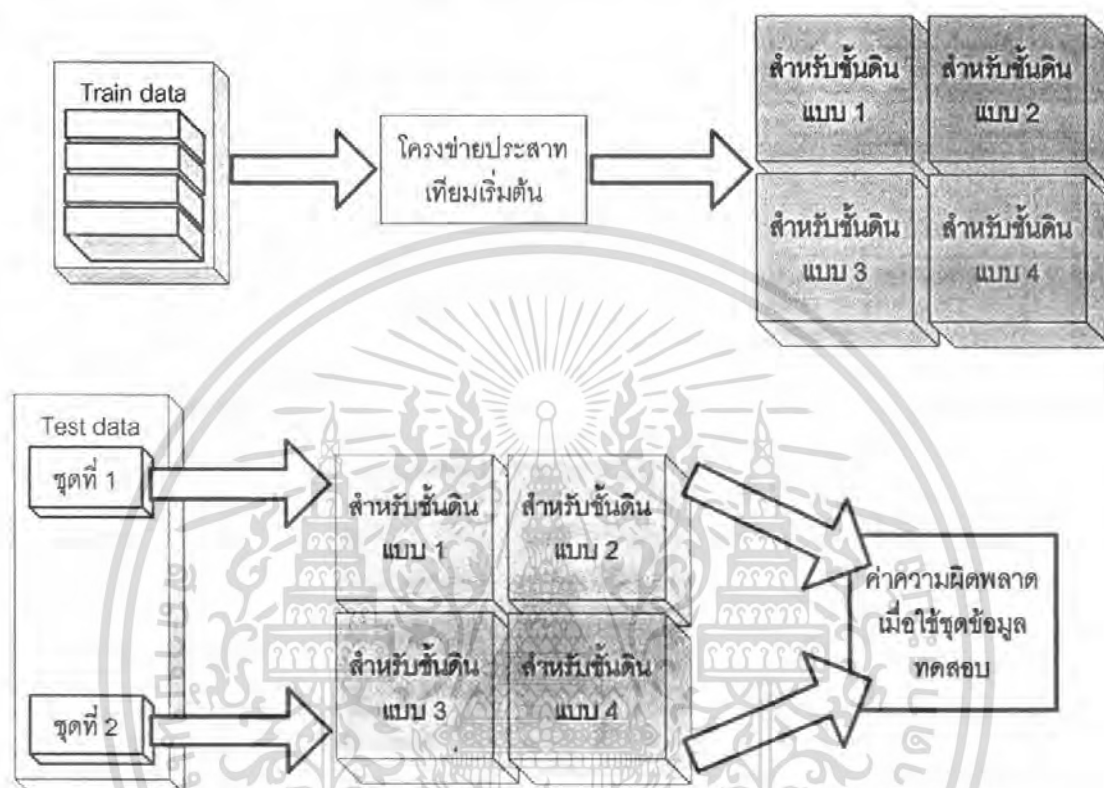 Train data
โครงข่ายประสาท
เทียมเริ่มต้น
สำหรับชั้นดิน
แบบ 1
สำหรับชั้นดิน
แบบ 2
สำหรับชั้นดิน
แบบ 3
สำหรับชั้นดิน
แบบ 4
Test data
ชุดที่ 1
ชุดที่ 2
สำหรับชั้นดิน
แบบ 1
สำหรับชั้นดิน
แบบ 2
สำหรับชั้นดิน
แบบ 3
สำหรับชั้นดิน
แบบ 4
ค่าความผิดพลาด
เมื่อใช้ชุดข้อมูล
ทดสอบ